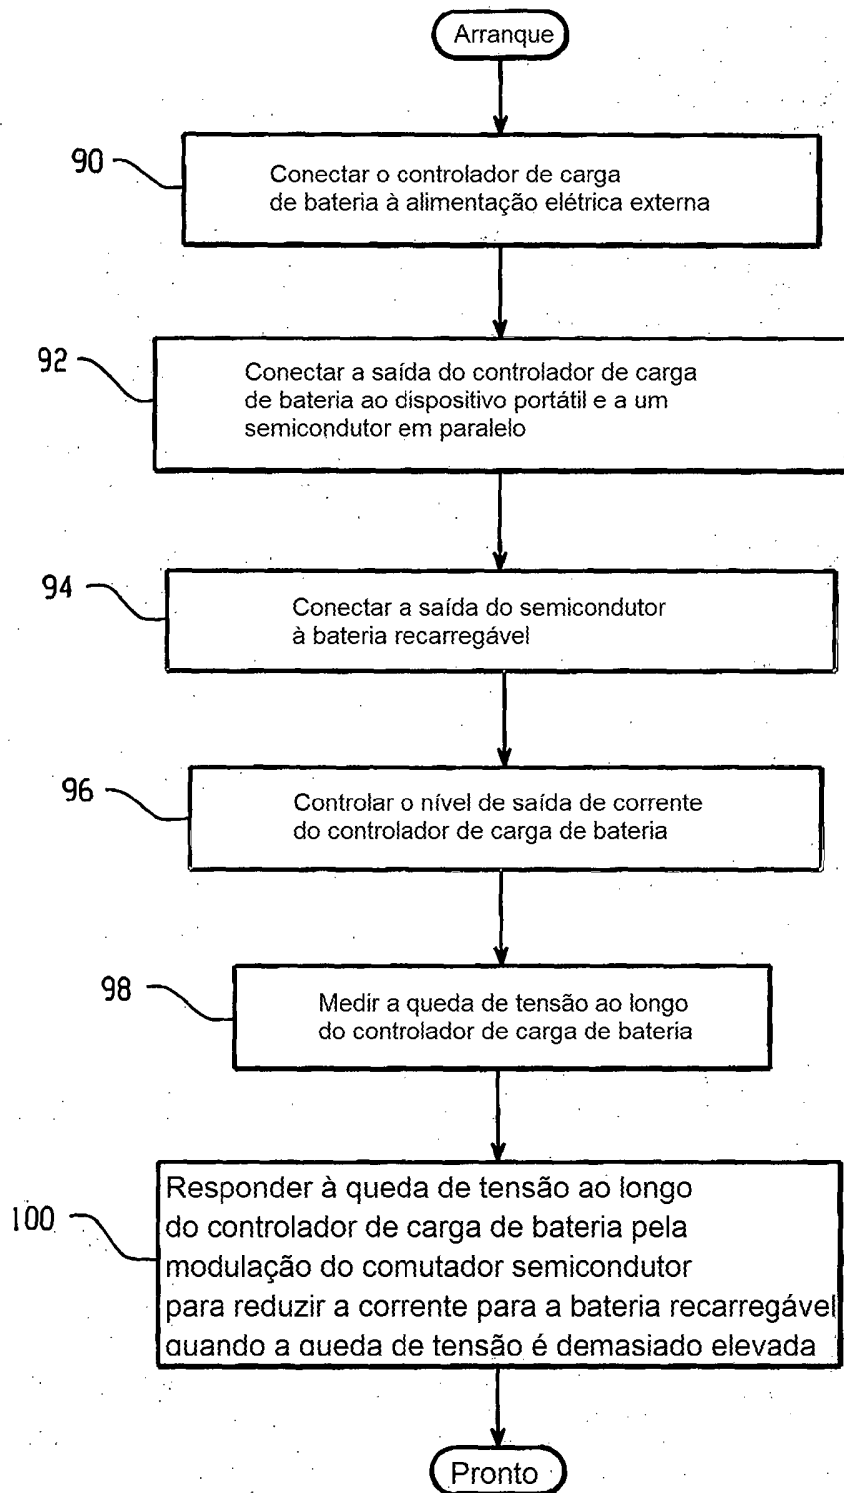 Arranque
90
Conectar o controlador de carga
de bateria à alimentação elétrica externa
92
Conectar a saída do controlador de carga
de bateria ao dispositivo portátil e a um
semicondutor em paralelo
94
Conectar a saída do semicondutor
à bateria recarregável
96
Controlar o nível de saída de corrente
do controlador de carga de bateria
98
Medir a queda de tensão ao longo
do controlador de carga de bateria
100
Responder à queda de tensão ao longo
do controlador de carga de bateria pela
modulação do comutador semicondutor
para reduzir a corrente para a bateria recarregável
quando a queda de tensão é demasiado elevada
Pronto